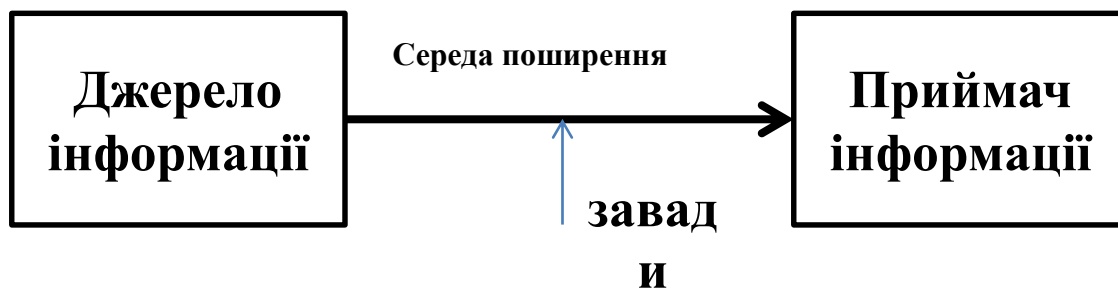 Джерело
інформації
Середа поширення
Приймач
інформації
завад
и